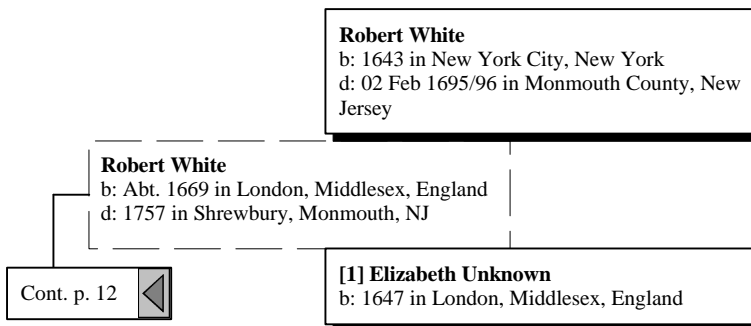 Robert White
b: 1643 in New York City, New York
d: 02 Feb 1695/96 in Monmouth County, New
Jersey
Robert White
b: Abt. 1669 in London, Middlesex, England
d: 1757 in Shrewbury, Monmouth, NJ
Cont. p. 12
[1] Elizabeth Unknown
b: 1647 in London, Middlesex, England